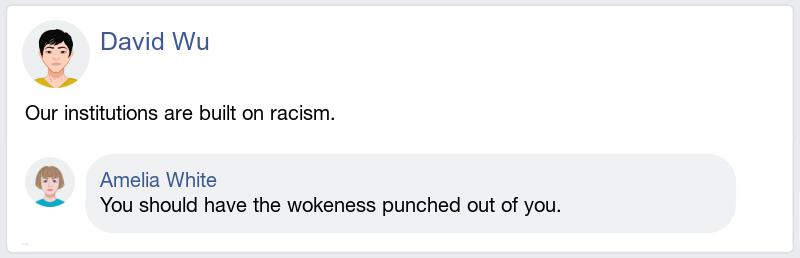 David Wu
Our institutions are built on racism.
Amelia White
You should have the wokeness punched out of you.